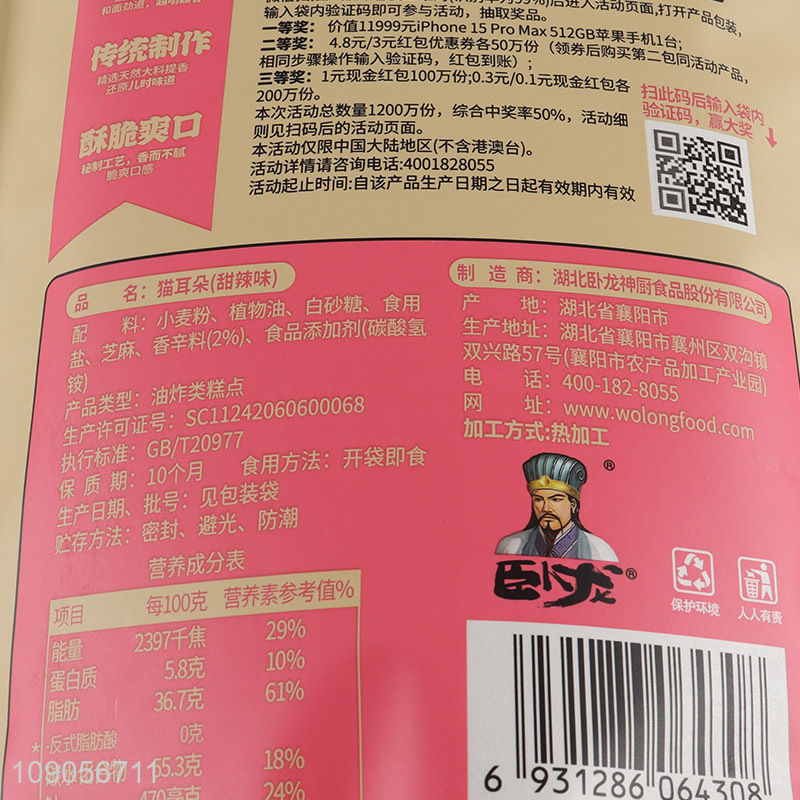 和面劲道，越嚼越香
传统制作
精选天然大料提香
还原儿时味道
酥脆爽口
秘制工艺，香而不腻
脆爽口感
后进入活动页面,打开产品包装,
输入袋内验证码即可参与活动，抽取奖品。
一等奖： 价值11999元iPhone 15 Pro Max 512GB苹果手机1台;
二等奖： 4.8元/3元红包优惠券各50万份（领券后购买第二包同活动产品，
相同步骤操作输入验证码，红包到账）;
三等奖：1元现金红包100万份;0.3元/0.1元现金红包各
200万份。
本次活动总数量1200万份，综合中奖率50%，活动细
则见扫码后的活动页面。
本活动仅限中国大陆地区(不含港澳台)。
活动详情请咨询电话:4001828055
活动起止时间:自该产品生产日期之日起有效期内有效
扫此码后输入袋内
验证码，赢大奖
品 名：猫耳朵(甜辣味)
配 料：小麦粉、植物油、白砂糖、食用
盐、芝麻、香辛料(2%)、食品添加剂(碳酸氢
铵)
产品类型：油炸类糕点
生产许可证号：SC11242060600068
执行标准：GB/T20977
保 质 期：10个月 食用方法：开袋即食
生产日期、批号：见包装袋
贮存方法：密封、避光、防潮
制 造 商：湖北卧龙神厨食品股份有限公司
产 地：湖北省襄阳市
生产地址：湖北省襄阳市襄州区双沟镇
双兴路57号(襄阳市农产品加工产业园)
电 话：400-182-8055
网 址：www.wolongfood.com
加工方式:热加工
卧龙®
保护环境
人人有责
营养成分表
项目 每100克 营养素参考值%
能量 2397千焦 29%
蛋白质 5.8克 10%
脂肪 36.7克 61%
-反式脂肪酸 0克
55.3克 18%
470毫克 24%
6 931286 064308
109056711